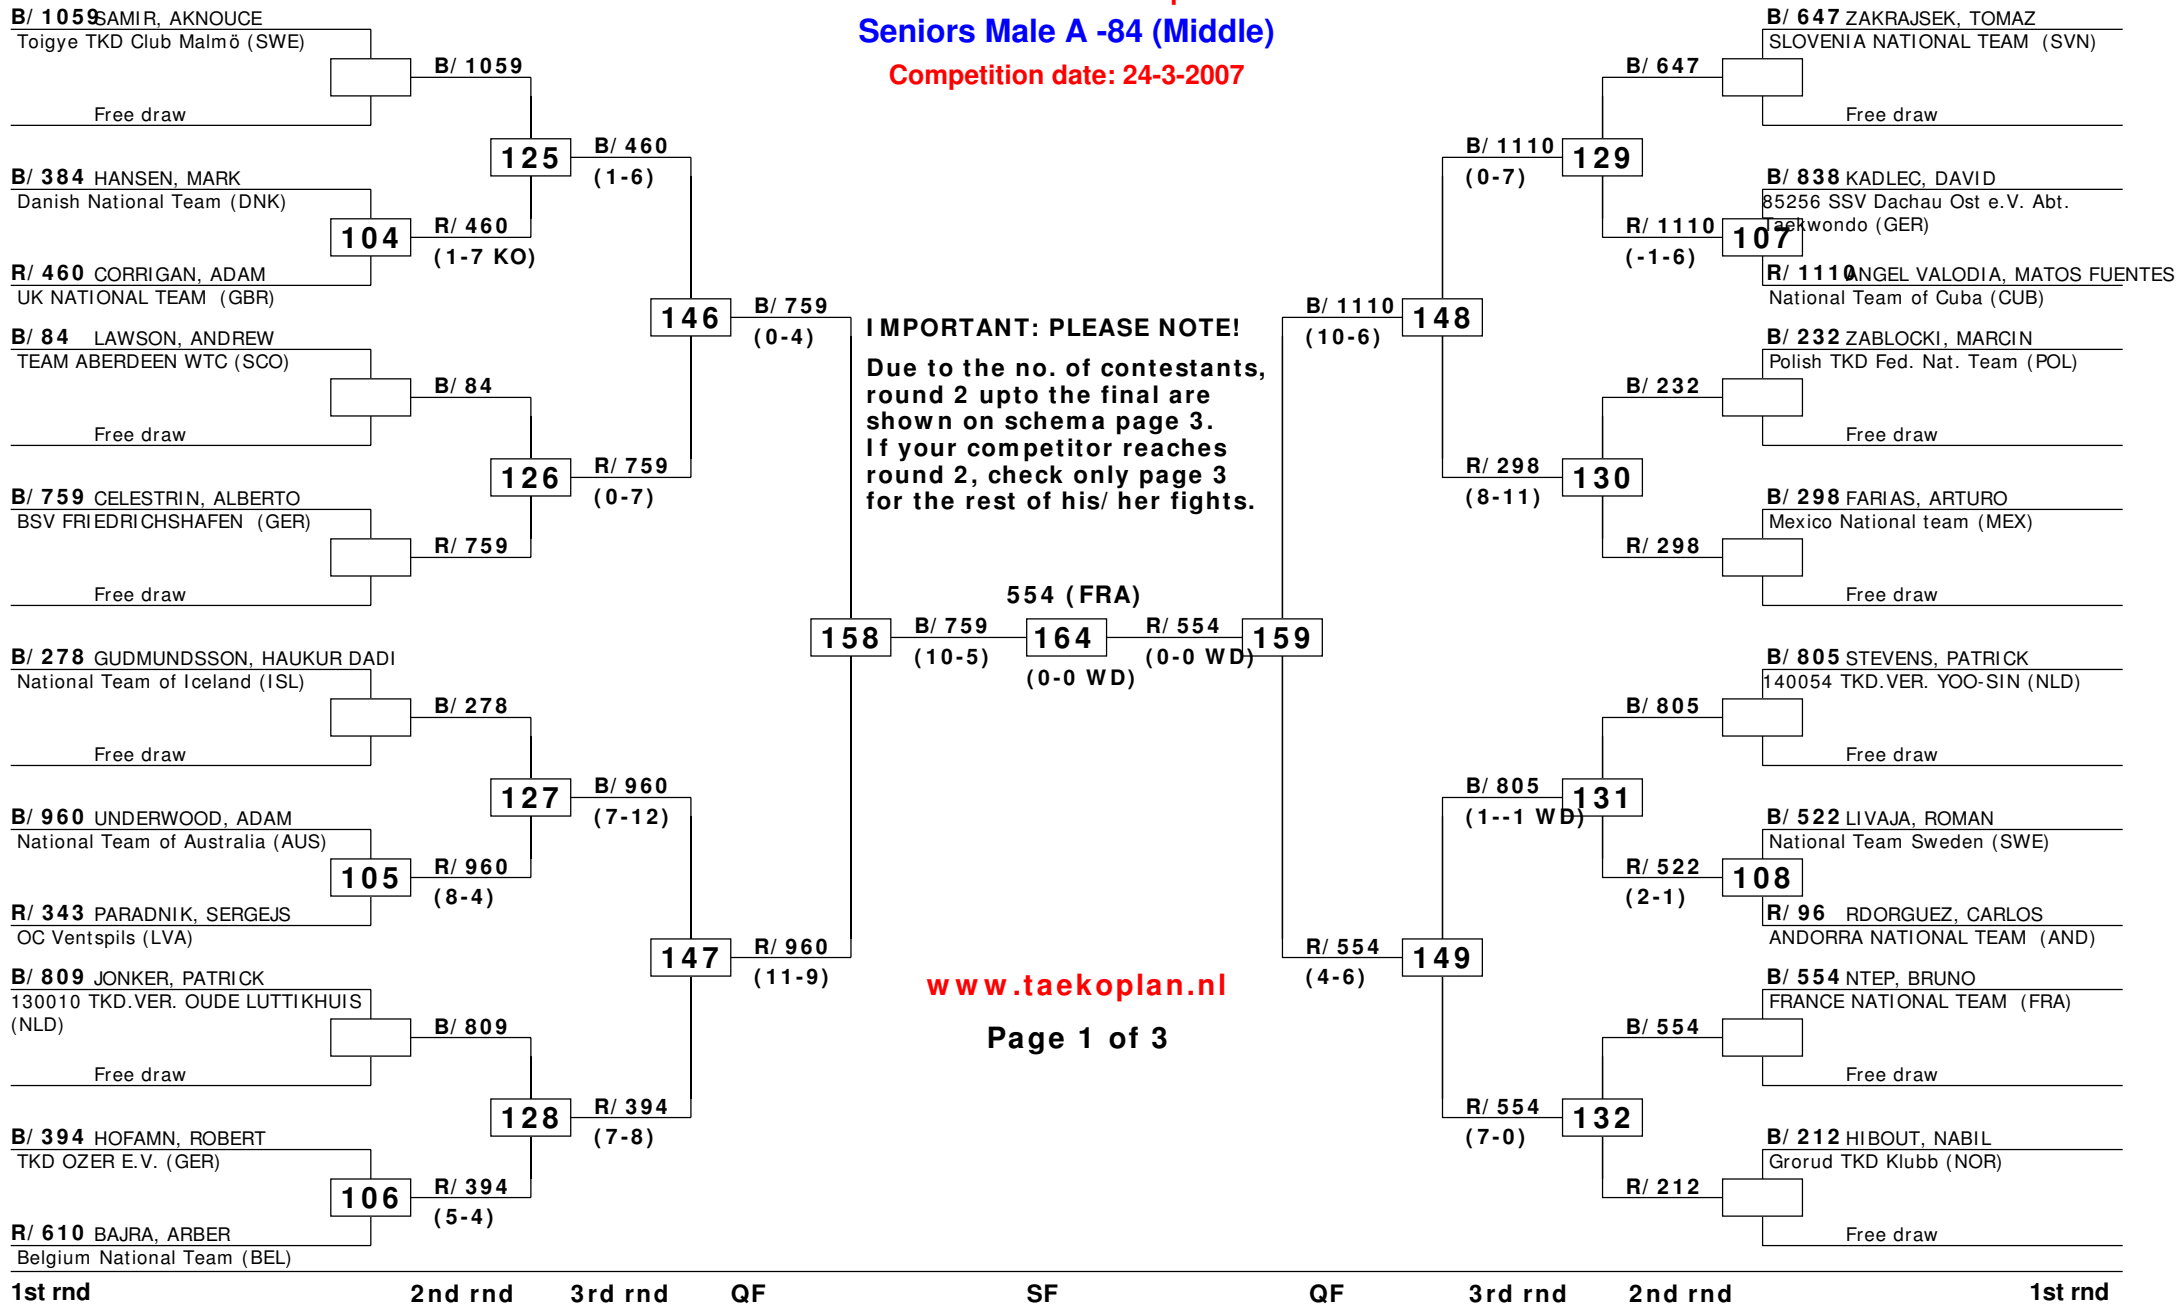 Seniors Male A -84 (Middle)
Competition date: 24-3-2007
B/ 1059 SAMIR, AKNOUCE
Toigye TKD Club Malmö (SWE)
Free draw
B/ 384 HANSEN, MARK
Danish National Team (DNK)
104
R/ 460 CORRIGAN, ADAM
UK NATIONAL TEAM (GBR)
B/ 84 LAWSON, ANDREW
TEAM ABERDEEN WTC (SCO)
Free draw
B/ 759 CELESTRIN, ALBERTO
BSV FRIEDRICHSHAFEN (GER)
Free draw
B/ 278 GUDMUNDSSON, HAUKUR DADI
National Team of Iceland (ISL)
Free draw
B/ 960 UNDERWOOD, ADAM
National Team of Australia (AUS)
105
R/ 343 PARADNIK, SERGEJS
OC Ventspils (LVA)
B/ 809 JONKER, PATRICK
130010 TKD.VER. OUDE LUTTIKHUIS
(NLD)
Free draw
B/ 394 HOFAMN, ROBERT
TKD OZER E.V. (GER)
106
R/ 610 BAJRA, ARBER
Belgium National Team (BEL)
B/ 1059
125
R/ 460
(1-7 KO)
B/ 84
126
R/ 759
B/ 278
127
R/ 960
(8-4)
B/ 809
128
R/ 394
(5-4)
B/ 460
(1-6)
146
R/ 759
(0-7)
B/ 960
(7-12)
147
R/ 394
(7-8)
B/ 759
(0-4)
158
R/ 960
(11-9)
IMPORTANT: PLEASE NOTE!
Due to the no. of contestants,
round 2 upto the final are
shown on schema page 3.
If your competitor reaches
round 2, check only page 3
for the rest of his/ her fights.
554 (FRA)
B/ 759
(10-5)
164
(0-0 WD)
R/ 554
(0-0 WD)
www.taekoplan.nl
Page 1 of 3
B/ 1110
(10-6)
159
R/ 554
(4-6)
B/ 1110
(0-7)
148
R/ 298
(8-11)
B/ 805
(1--1 WD)
149
R/ 554
(7-0)
B/ 647
129
R/ 1110
(-1-6)
B/ 232
130
R/ 298
B/ 805
131
R/ 522
(2-1)
B/ 554
132
R/ 212
B/ 647 ZAKRAJSEK, TOMAZ
SLOVENIA NATIONAL TEAM (SVN)
Free draw
B/ 838 KADLEC, DAVID
85256 SSV Dachau Ost e.V. Abt.
Taekwondo (GER)
107
R/ 1110 ANGEL VALODIA, MATOS FUENTES
National Team of Cuba (CUB)
B/ 232 ZABLOCKI, MARCIN
Polish TKD Fed. Nat. Team (POL)
Free draw
B/ 298 FARIAS, ARTURO
Mexico National team (MEX)
Free draw
B/ 805 STEVENS, PATRICK
140054 TKD.VER. YOO-SIN (NLD)
Free draw
B/ 522 LIVAJA, ROMAN
National Team Sweden (SWE)
108
R/ 96 RDORGUEZ, CARLOS
ANDORRA NATIONAL TEAM (AND)
B/ 554 NTEP, BRUNO
FRANCE NATIONAL TEAM (FRA)
Free draw
B/ 212 HIBOUT, NABIL
Grorud TKD Klubb (NOR)
Free draw
1st rnd 2nd rnd 3rd rnd QF SF QF 3rd rnd 2nd rnd 1st rnd